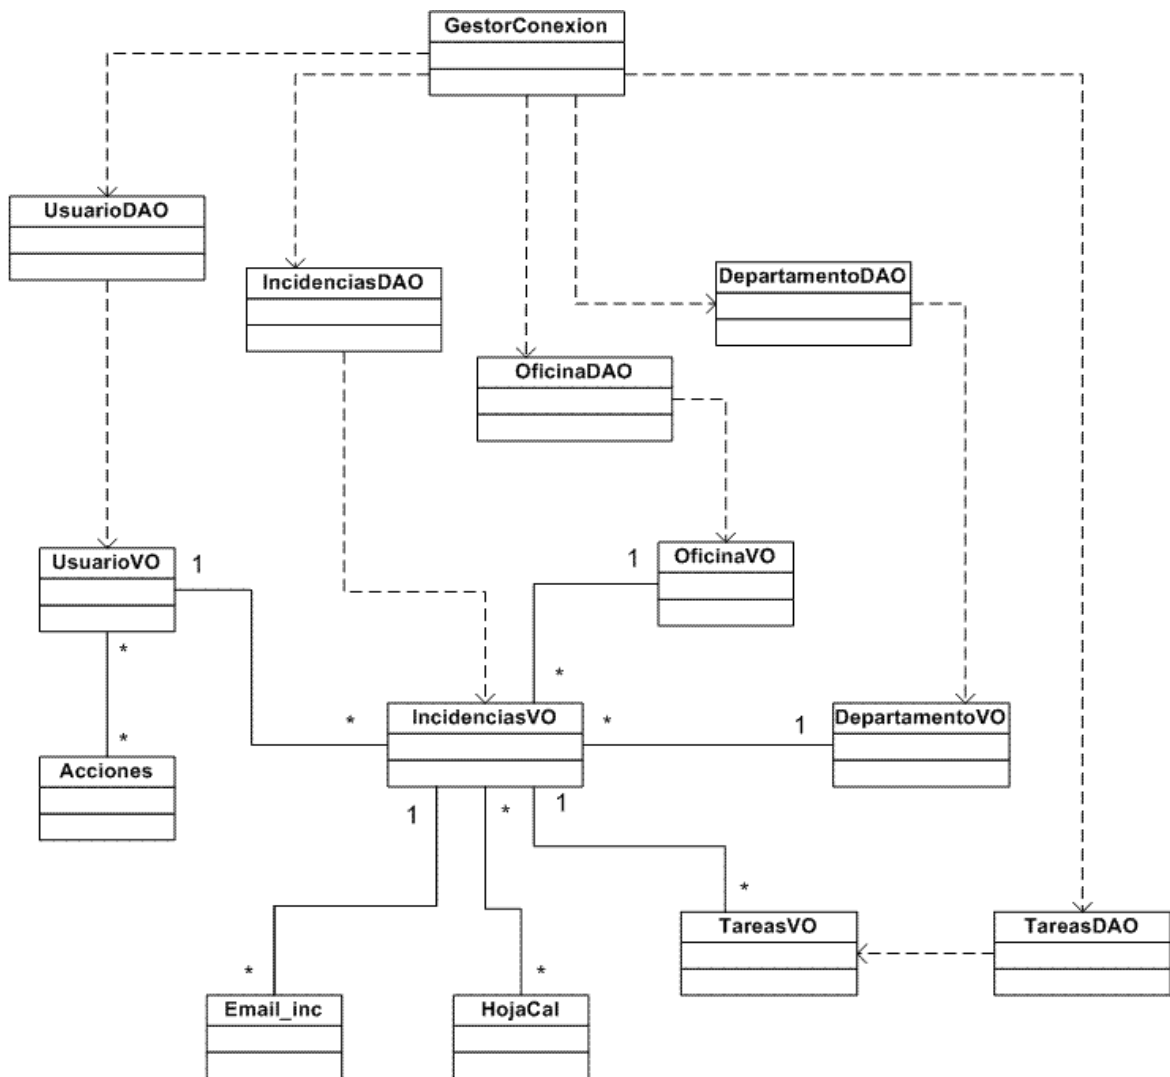 GestorConexion
UsuarioDAO
IncidenciasDAO
DepartamentoDAO
OficinaDAO
UsuarioVO
1
1
OficinaVO
*
*
*
IncidenciasVO
*
1
DepartamentoVO
*
Acciones
1
*
1
*
TareasVO
TareasDAO
*
*
Email_inc
HojaCal